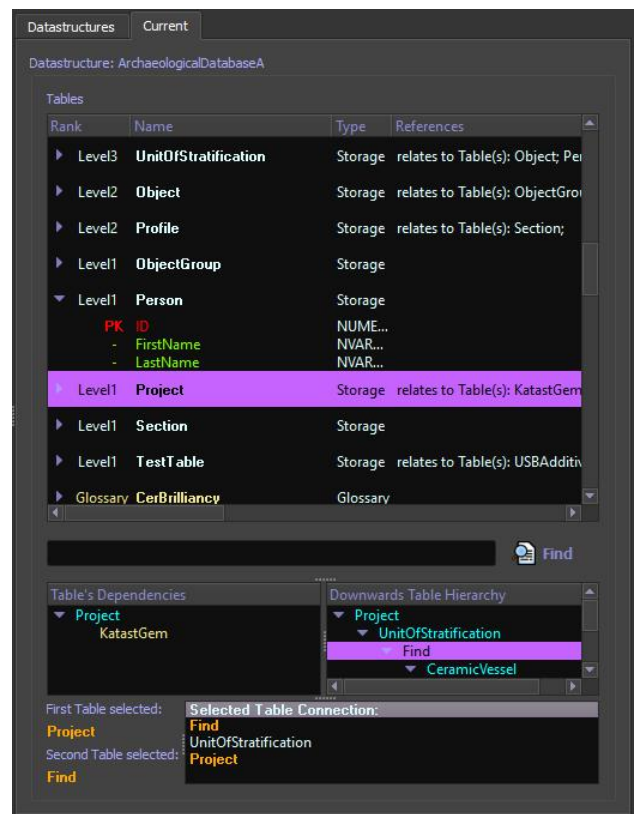 Datastructures Current
Datastructure: ArchaeologicalDatabaseA
Tables
Rank Name Type References
Level3 UnitOfStratification Storage relates to Table(s): Object; Per
Level2 Object Storage relates to Table(s): ObjectGrou
Level2 Profile Storage relates to Table(s): Section;
Level1 ObjectGroup Storage
Level1 Person Storage
PK ID NUME...
- FirstName NVAR...
- LastName NVAR...
Level1 Project Storage relates to Table(s): KatastGem
Level1 Section Storage
Level1 TestTable Storage relates to Table(s): USBAdditiv
Glossary CerBrilliancy Glossary
Find
Table's Dependencies Downwards Table Hierarchy
Project Project
KatastGem UnitOfStratification
Find
CeramicVessel
First Table selected: Selected Table Connection:
Project Find
UnitOfStratification
Second Table selected: Project
Find